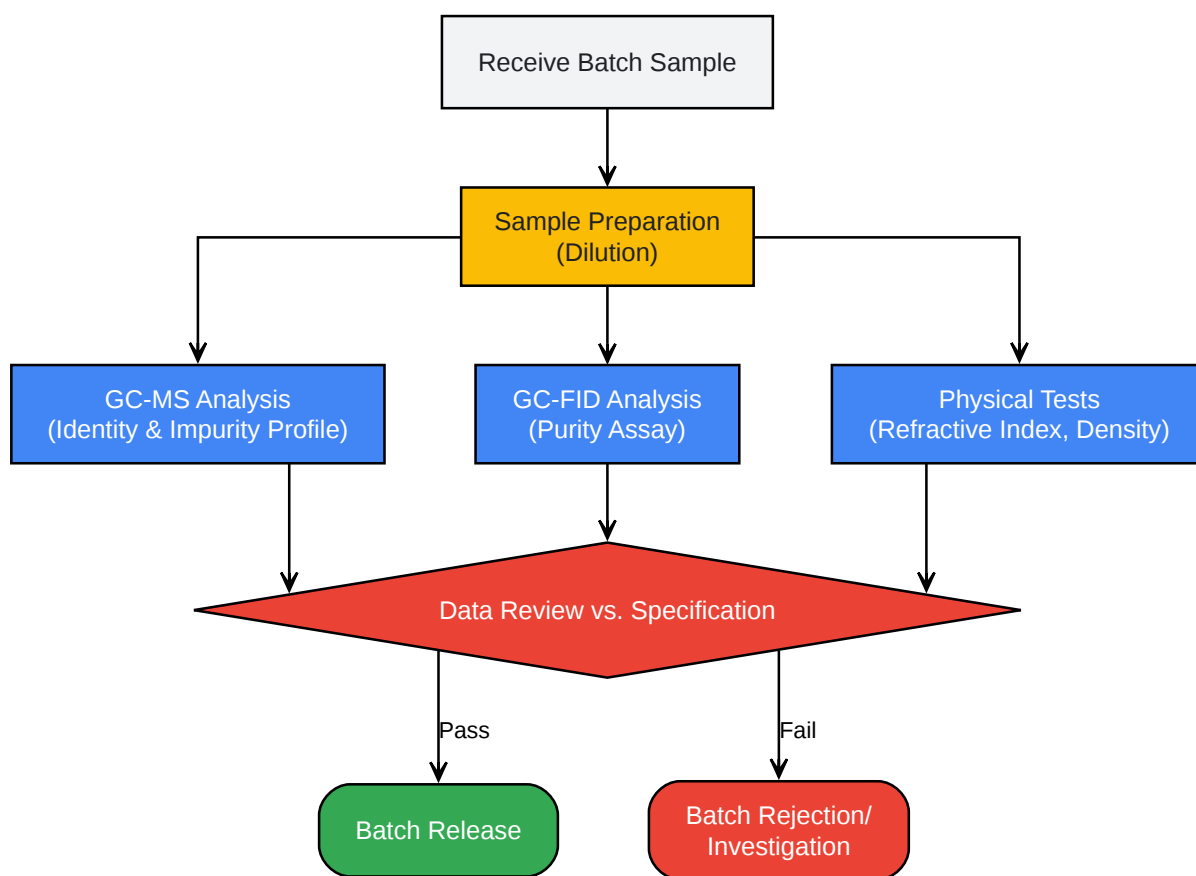 Receive Batch Sample
Sample Preparation
(Dilution)
GC-MS Analysis
(Identity & Impurity Profile)
GC-FID Analysis
(Purity Assay)
Physical Tests
(Refractive Index, Density)
Data Review vs. Specification
Pass
Fail
Batch Release
Batch Rejection/
Investigation